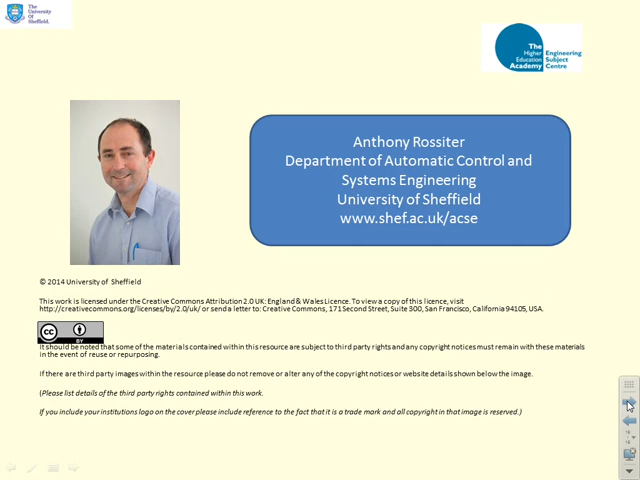 The
University
Of
Sheffield.
The
Higher
Education
Academy
Engineering
Subject
Centre
Anthony Rossiter
Department of Automatic Control and
Systems Engineering
University of Sheffield
www.shef.ac.uk/acse
© 2014 University of Sheffield
This work is licensed under the Creative Commons Attribution 2.0 UK: England & Wales Licence. To view a copy of this licence, visit
http://creativecommons.org/licenses/by/2.0/uk/ or send a letter to: Creative Commons, 171 Second Street, Suite 300, San Francisco, California 94105, USA.
cc
BY
It should be noted that some of the materials contained within this resource are subject to third party rights and any copyright notices must remain with these materials
in the event of reuse or repurposing.
If there are third party images within the resource please do not remove or alter any of the copyright notices or website details shown below the image.
(Please list details of the third party rights contained within this work.
If you include your institutions logo on the cover please include reference to the fact that it is a trade mark and all copyright in that image is reserved.)